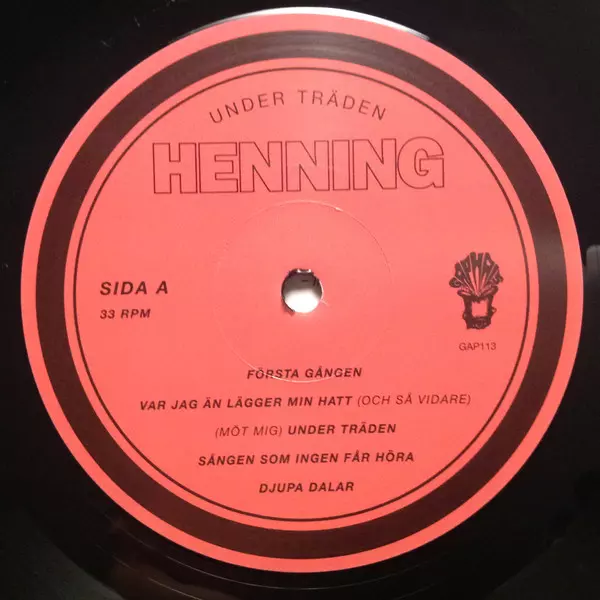 UNDER TRÄDEN
HENNING
SIDA A
33 RPM
GAPHALS
GAP113
FÖRSTA GÅNGEN
VAR JAG ÄN LÄGGER MIN HATT (OCH SÅ VIDARE)
(MÖT MIG) UNDER TRÄDEN
SÅNGEN SOM INGEN FÅR HÖRA
DJUPA DALAR